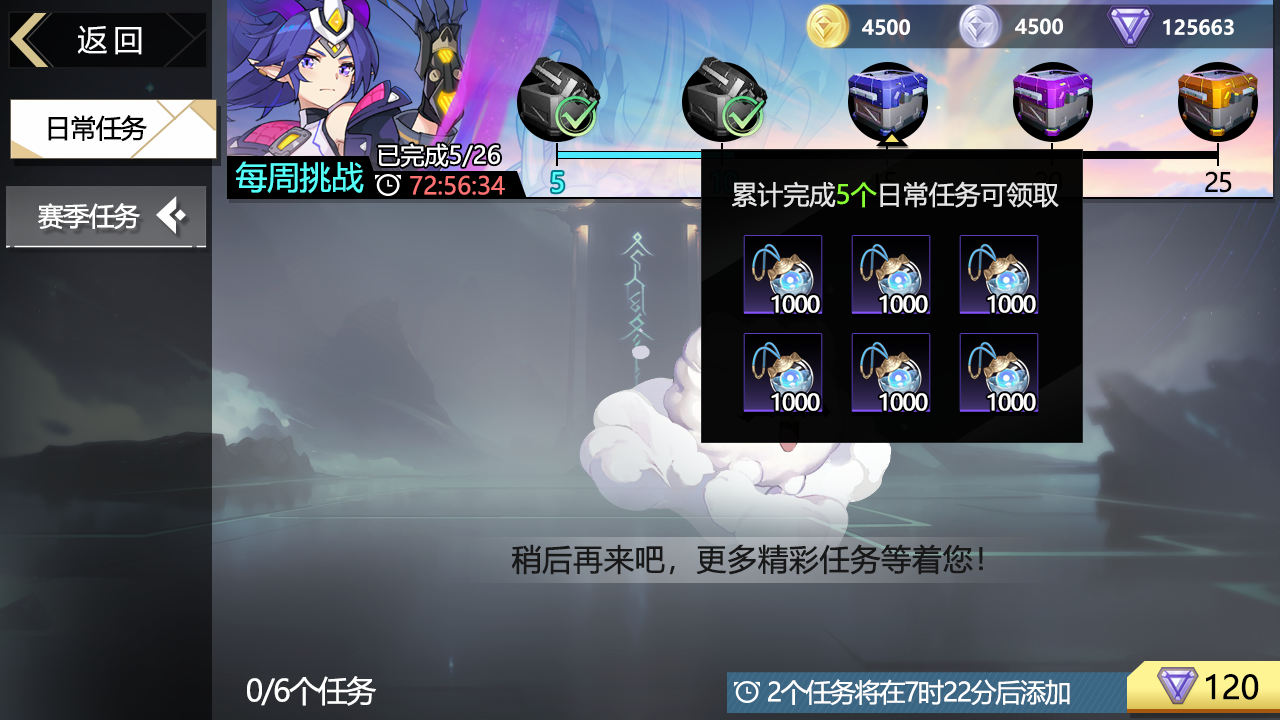 返回
4500
4500
125663
日常任务
赛季任务
已完成5/26
每周挑战
72:56:34
5
10
15
20
25
累计完成5个日常任务可领取
1000
1000
1000
1000
1000
1000
稍后再来吧，更多精彩任务等着您！
0/6个任务
2个任务将在7时22分后添加
120